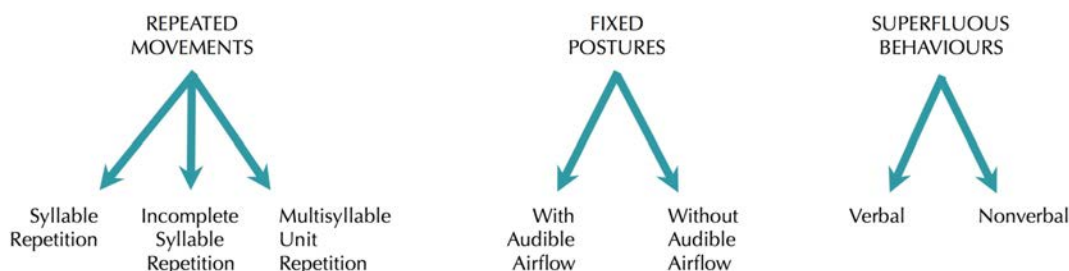 REPEATED
MOVEMENTS
FIXED
POSTURES
SUPERFLUOUS
BEHAVIOURS
Syllable
Repetition
Incomplete
Syllable
Repetition
Multisyllable
Unit
Repetition
With
Audible
Airflow
Without
Audible
Airflow
Verbal
Nonverbal